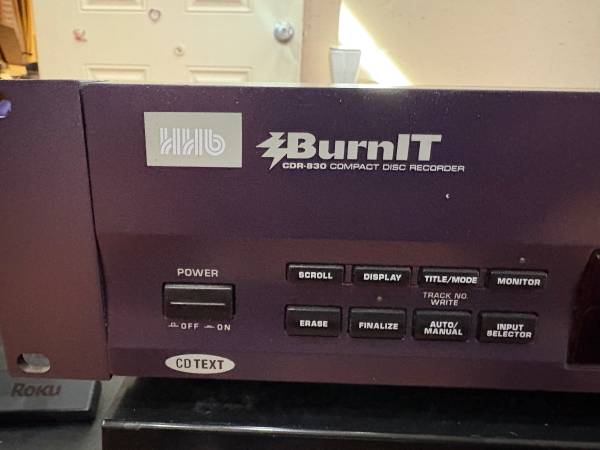 HHb
BurnIT
CDR-830 COMPACT DISC RECORDER
POWER
OFF ON
CD TEXT
SCROLL DISPLAY TITLE/MODE MONITOR
TRACK NO.
WRITE
ERASE FINALIZE AUTO/
MANUAL INPUT
SELECTOR
Roku